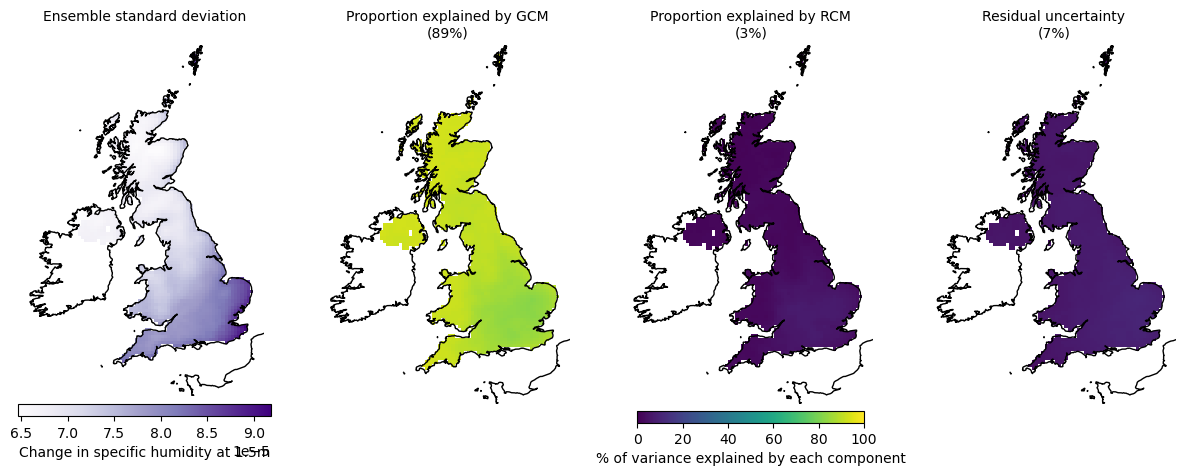 Ensemble standard deviation
Proportion explained by GCM
(89%)
Proportion explained by RCM
(3%)
Residual uncertainty
(7%)
6.5 7.0 7.5 8.0 8.5 9.0
1e−5
Change in specific humidity at 1.5 m
0 20 40 60 80 100
% of variance explained by each component